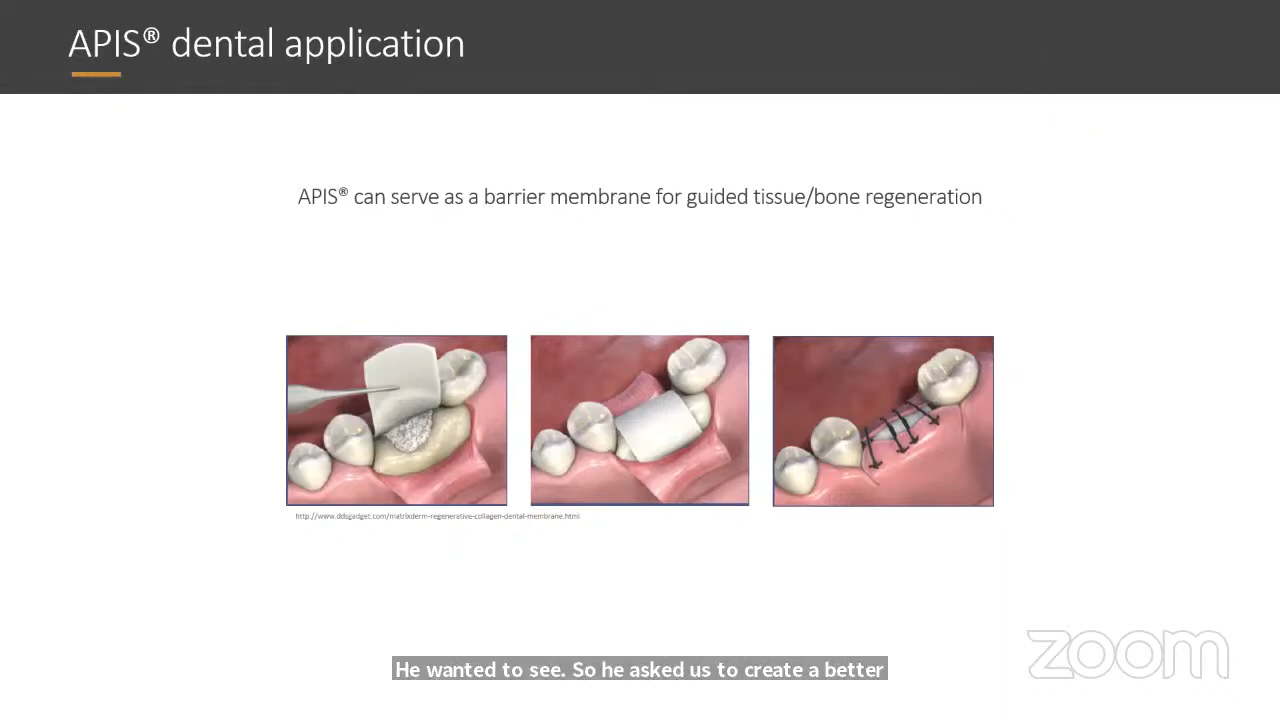 APIS® dental application
APIS® can serve as a barrier membrane for guided tissue/bone regeneration
http://www.ddsgadget.com/matrixderm-regenerative-collagen-dental-membrane.html
zoom
He wanted to see. So he asked us to create a better